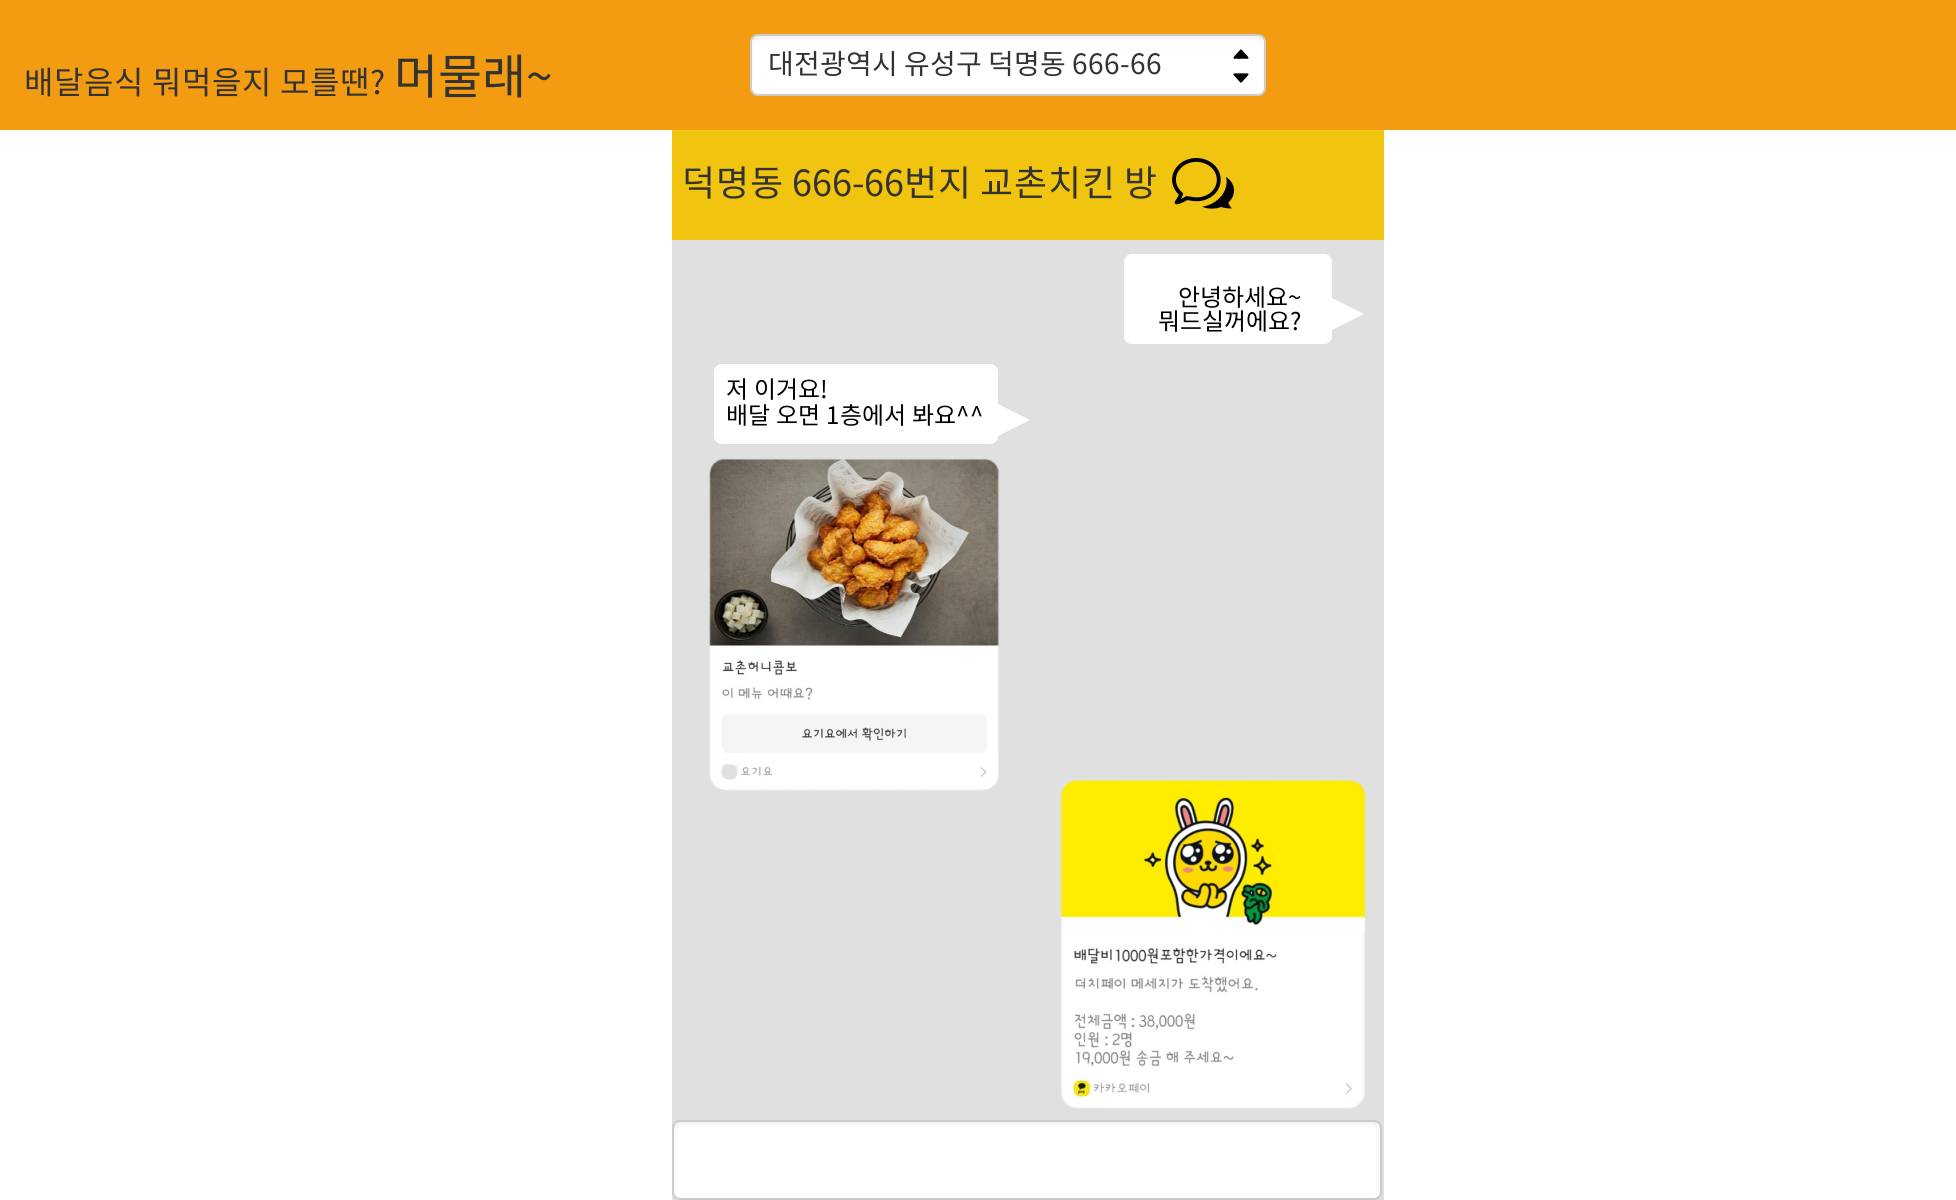 배달음식 뭐먹을지 모를땐? 머물래~
대전광역시 유성구 덕명동 666-66
덕명동 666-66번지 교촌치킨 방
안녕하세요~
뭐드실꺼에요?
저 이거요!
배달 오면 1층에서 봐요^^
교촌허니콤보
이 메뉴 어때요?
요기요에서 확인하기
요기요
배달비1000원포함한가격이에요~
더치페이 메세지가 도착했어요.
전체금액 : 38,000원
인원 : 2명
19,000원 송금 해 주세요~
카카오페이